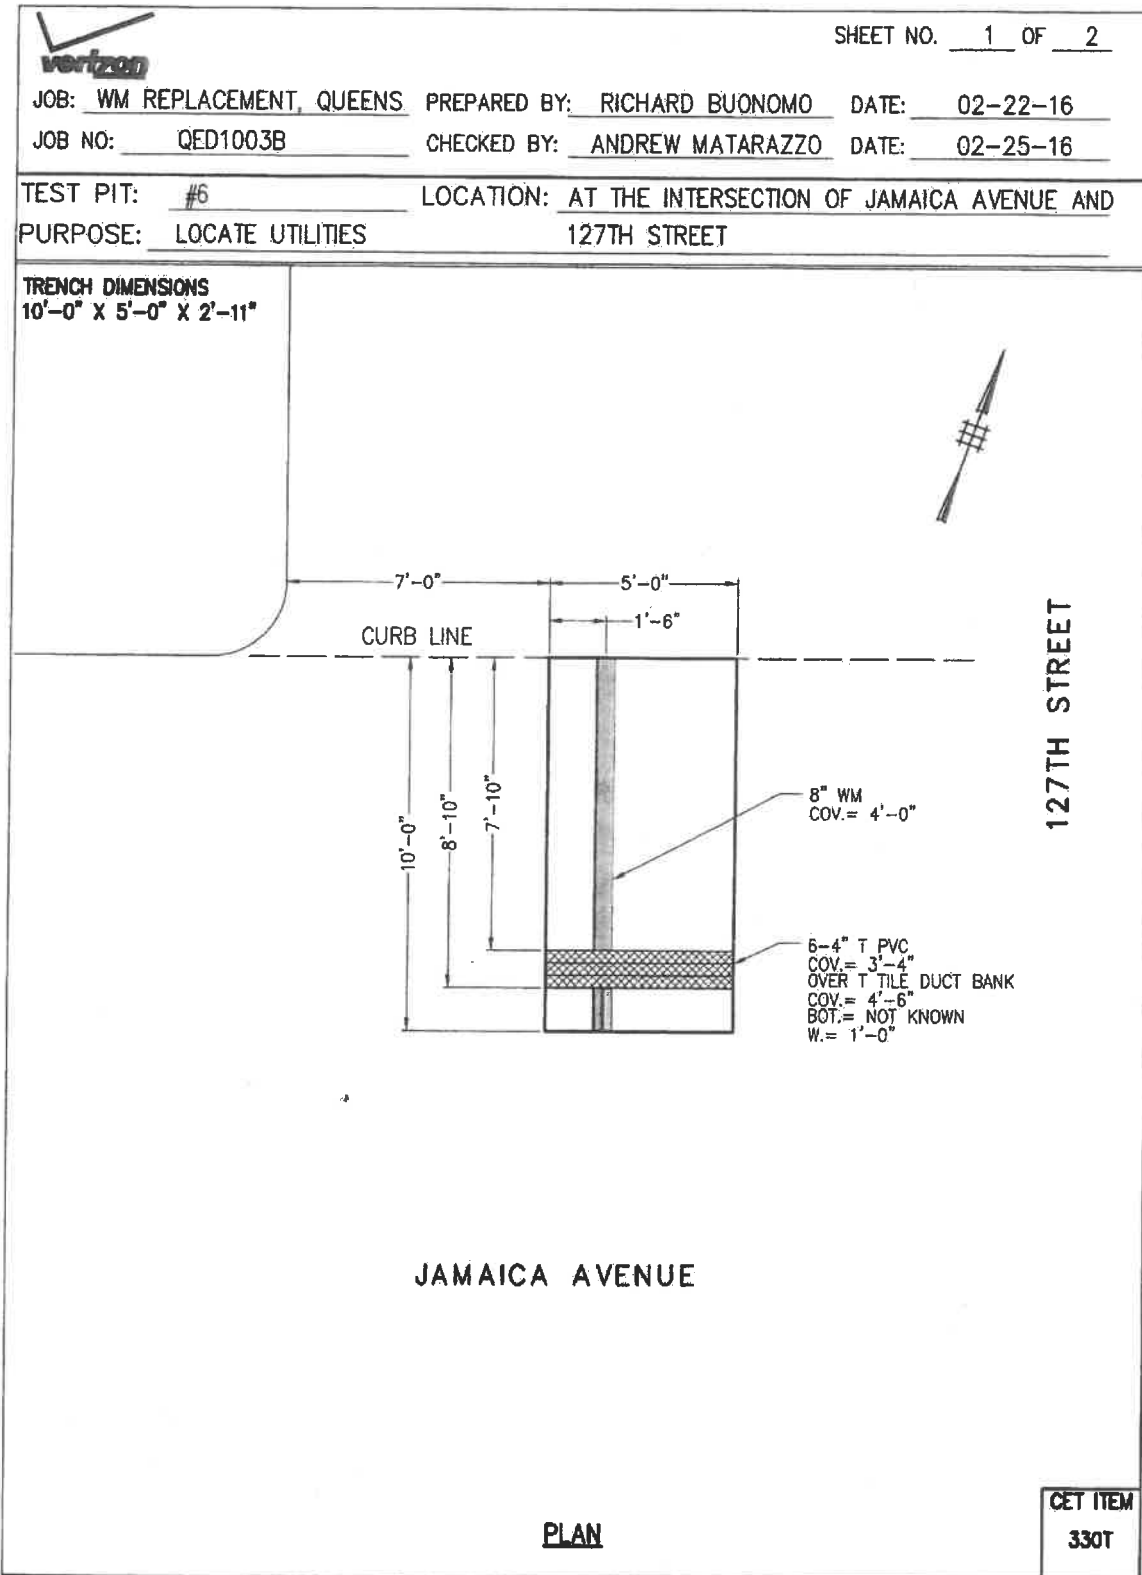 SHEET NO. 1 OF 2
verizon
JOB: WM REPLACEMENT, QUEENS PREPARED BY: RICHARD BUONOMO DATE: 02-22-16
JOB NO: QED1003B CHECKED BY: ANDREW MATARAZZO DATE: 02-25-16
TEST PIT: #6 LOCATION: AT THE INTERSECTION OF JAMAICA AVENUE AND
PURPOSE: LOCATE UTILITIES 127TH STREET
TRENCH DIMENSIONS
10'-0" X 5'-0" X 2'-11"
7'-0" 5'-0"
1'-6"
CURB LINE
10'-0"
8'-10"
7'-10"
127TH STREET
8" WM
COV.= 4'-0"
6-4" T PVC
COV.= 3'-4"
OVER T TILE DUCT BANK
COV.= 4'-6"
BOT.= NOT KNOWN
W.= 1'-0"
JAMAICA AVENUE
PLAN
CET ITEM
330T